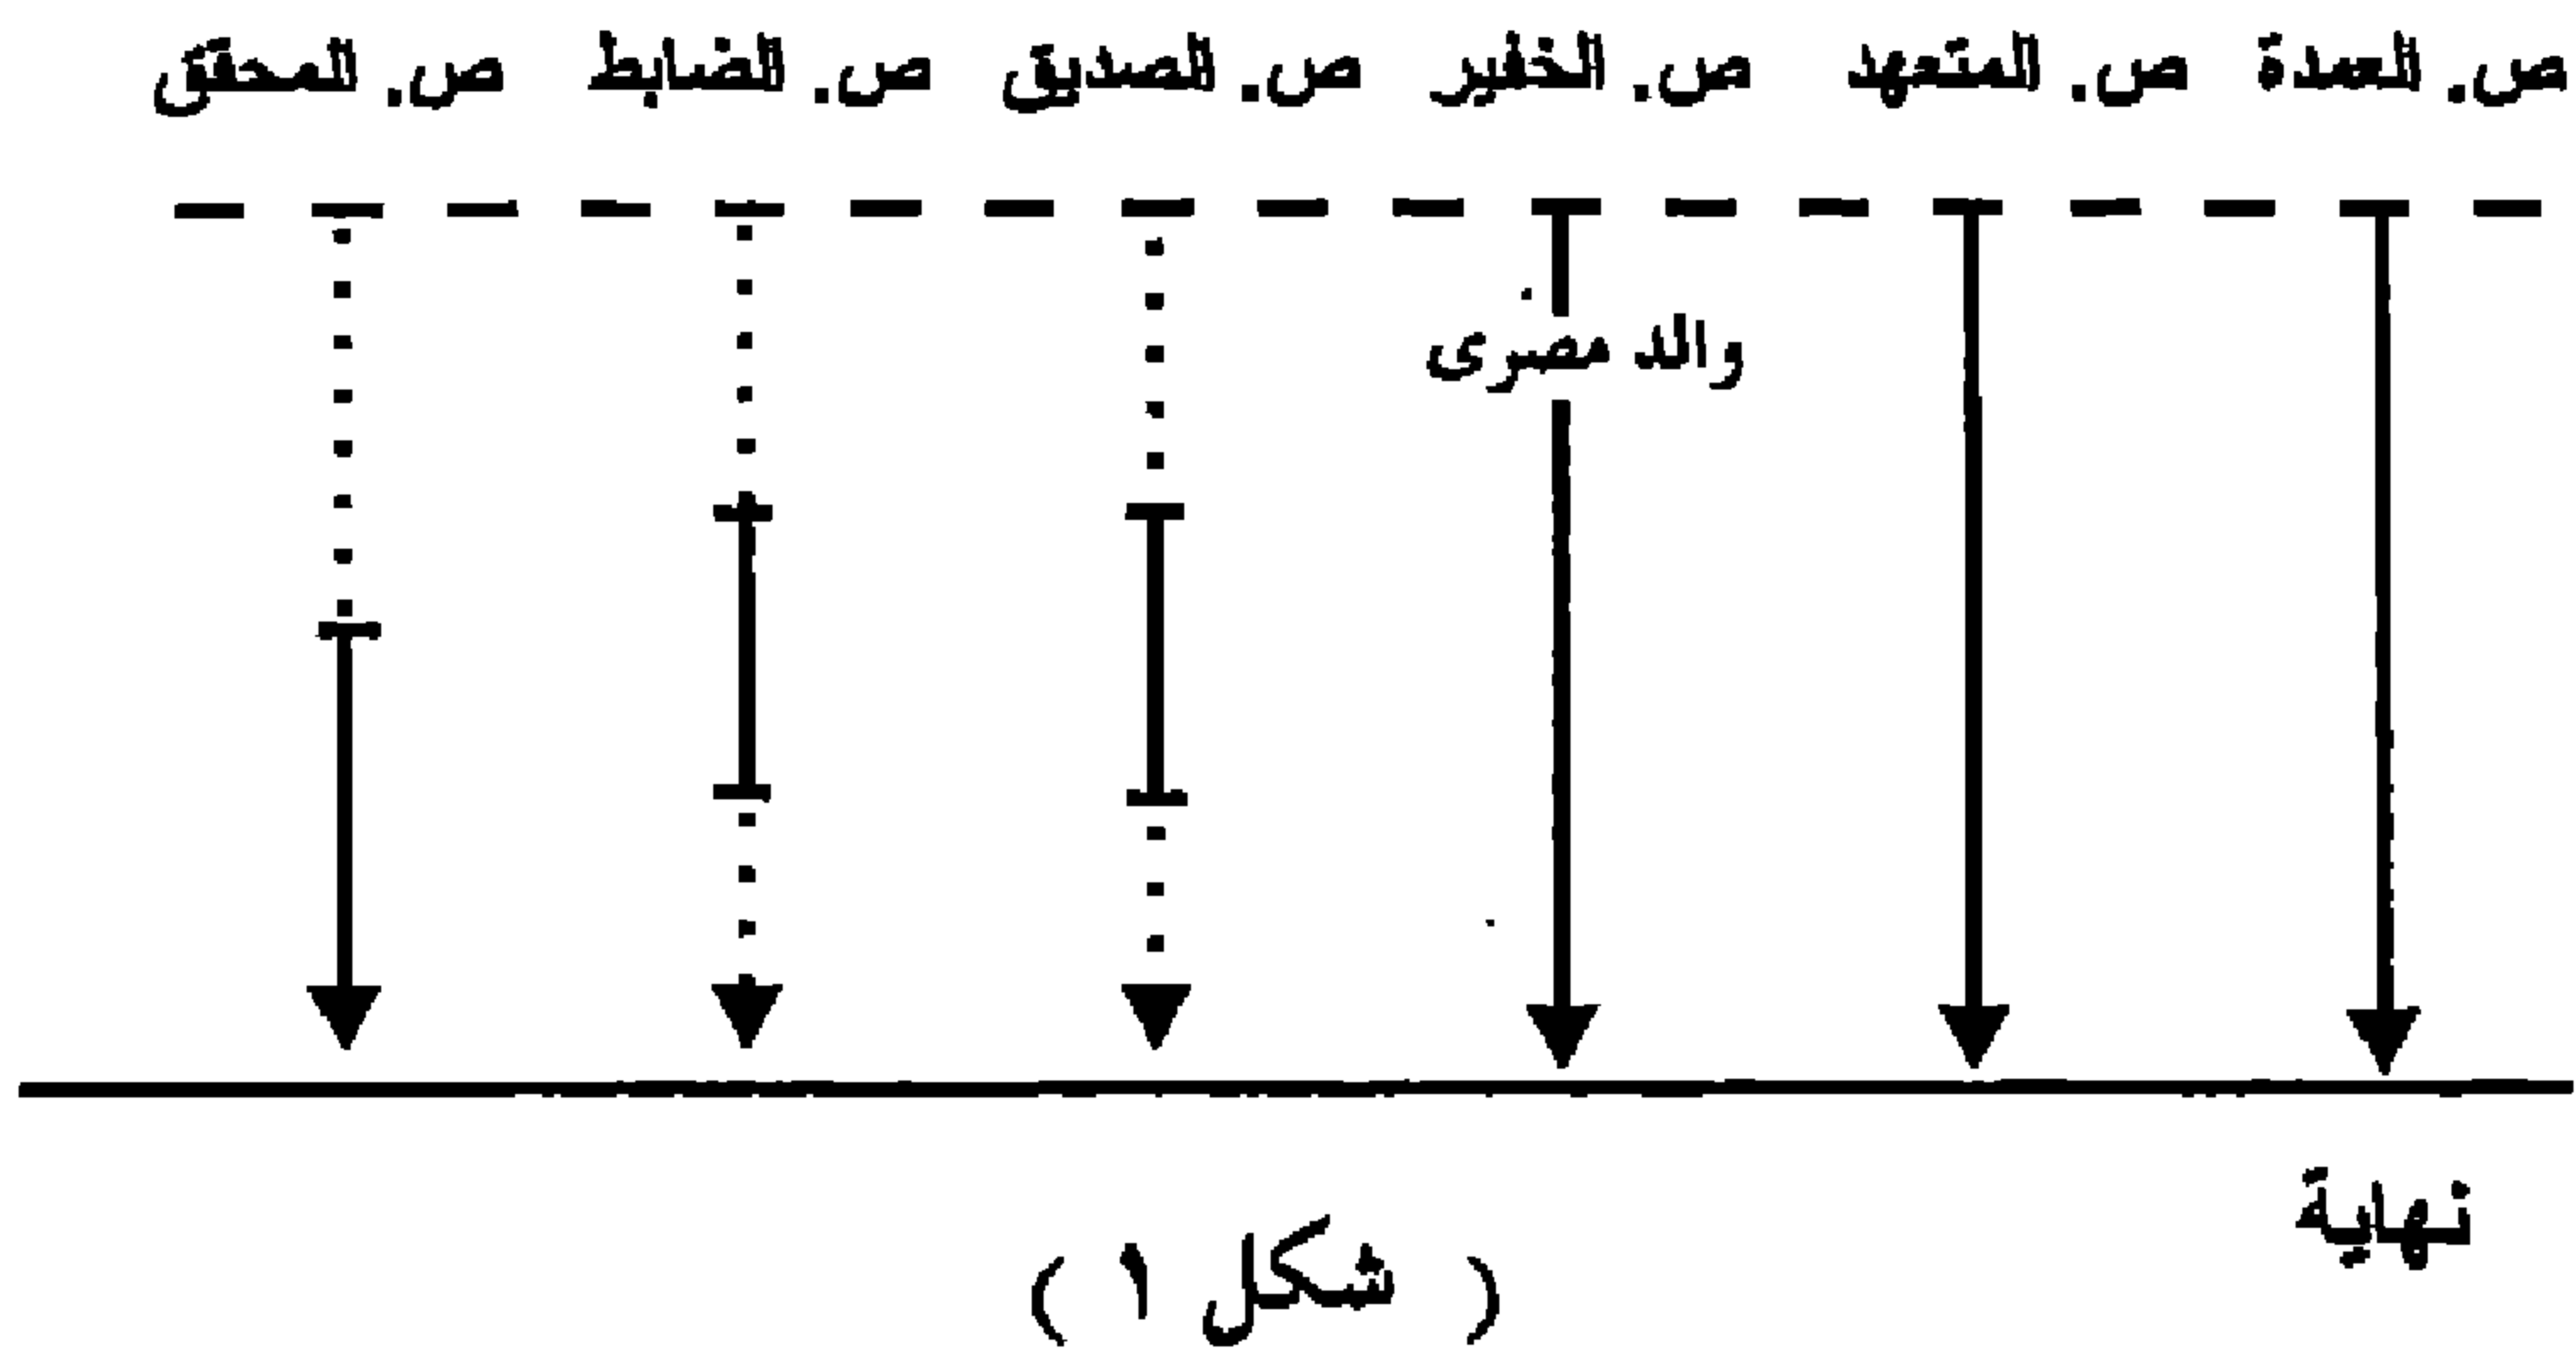 ص. العمدة ص. المتعهد ص. الخفير ص. الصديق ص. الضابط ص. المحقق
والد مصرى
نهاية
( شكل ١ )